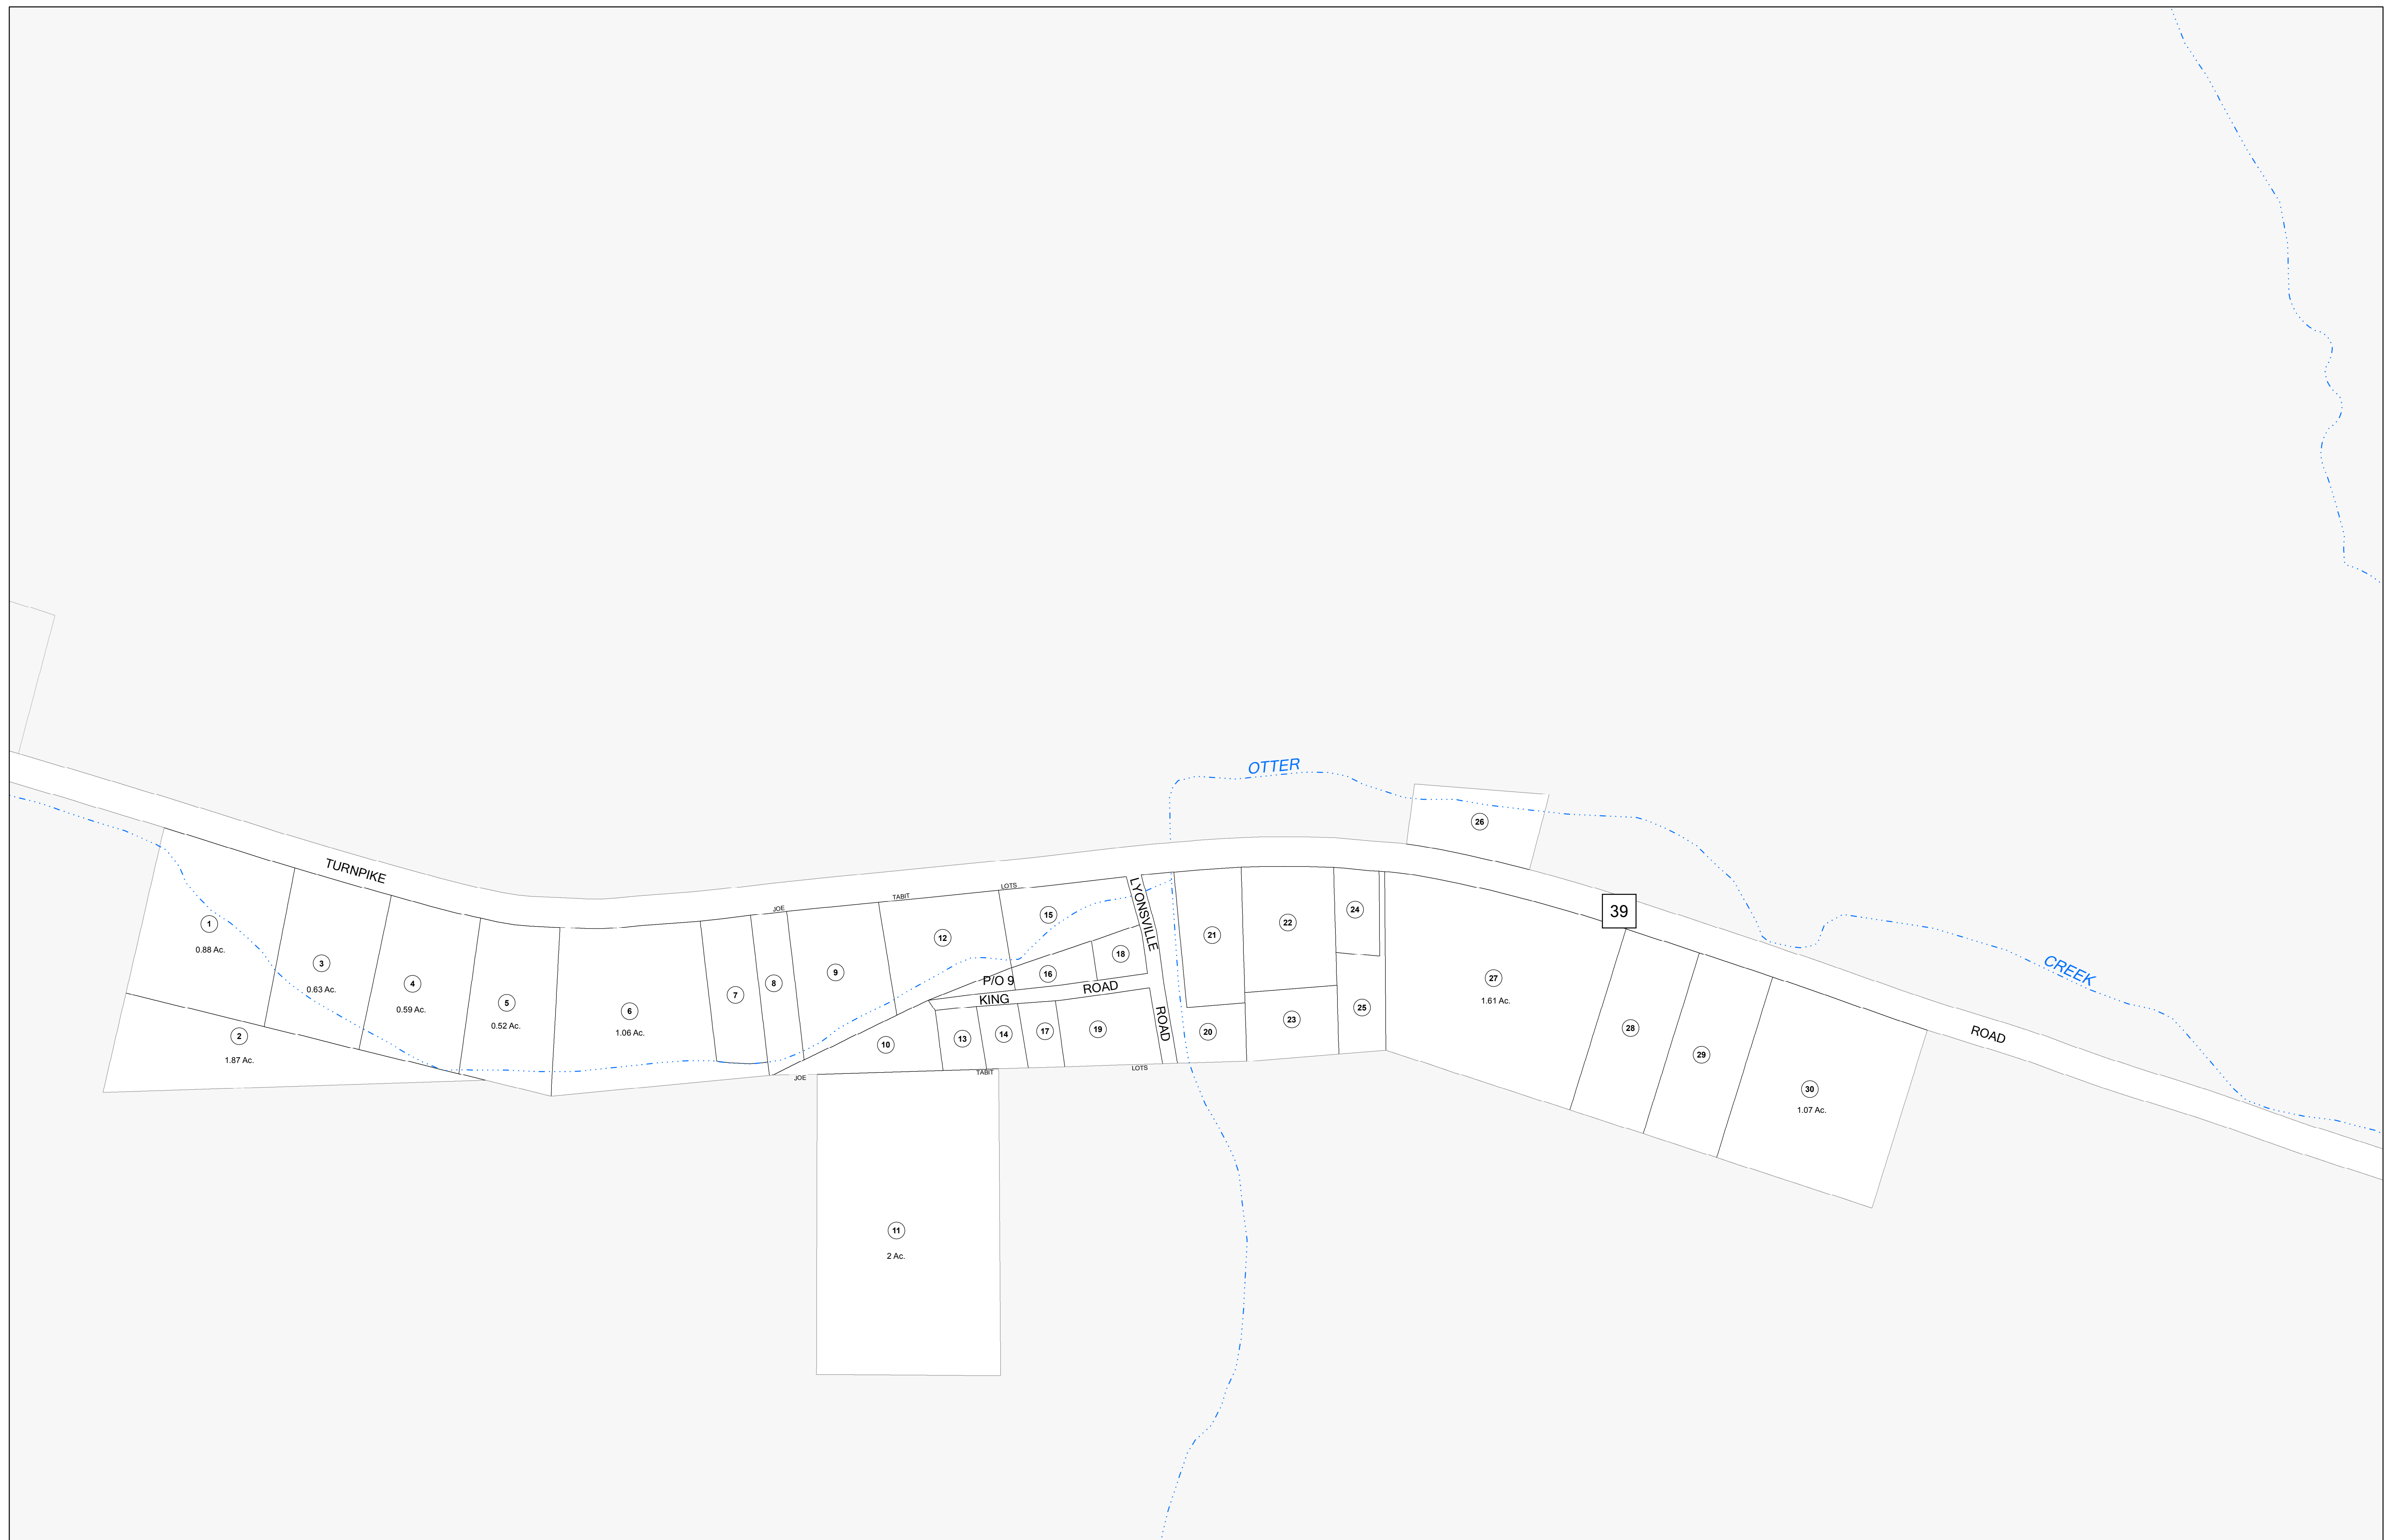 OTTER
26
TURNPIKE
JOE
TABIT
LOTS
LYONSVILLE
39
1
0.88 Ac.
3
0.63 Ac.
4
0.59 Ac.
5
0.52 Ac.
2
1.87 Ac.
6
1.06 Ac.
7
8
9
12
15
18
16
P/O 9
KING
ROAD
ROAD
10
13
14
17
19
21
22
24
20
23
25
27
1.61 Ac.
28
29
30
1.07 Ac.
CREEK
ROAD
JOE
TABIT
LOTS
11
2 Ac.